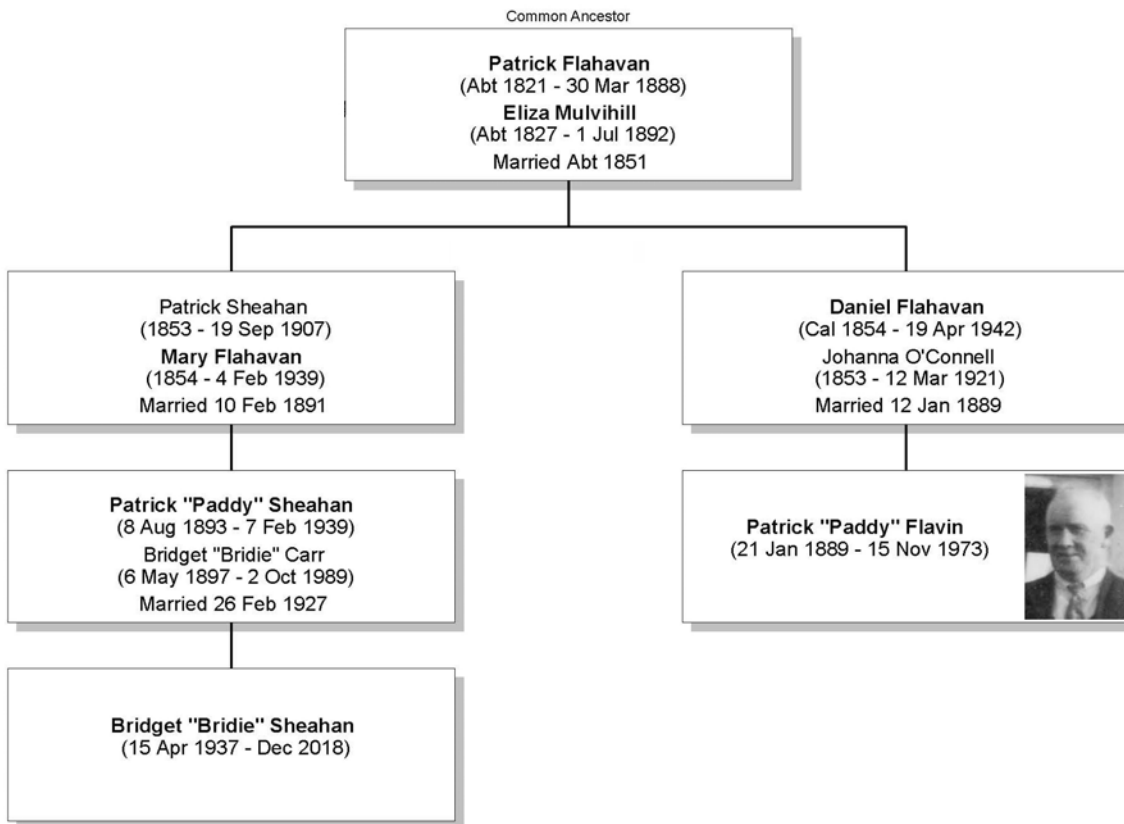 Common Ancestor
Patrick Flahavan
(Abt 1821 - 30 Mar 1888)
Eliza Mulvihill
(Abt 1827 - 1 Jul 1892)
Married Abt 1851
Patrick Sheahan
(1853 - 19 Sep 1907)
Mary Flahavan
(1854 - 4 Feb 1939)
Married 10 Feb 1891
Daniel Flahavan
(Cal 1854 - 19 Apr 1942)
Johanna O'Connell
(1853 - 12 Mar 1921)
Married 12 Jan 1889
Patrick "Paddy" Sheahan
(8 Aug 1893 - 7 Feb 1939)
Bridget "Bridie" Carr
(6 May 1897 - 2 Oct 1989)
Married 26 Feb 1927
Patrick "Paddy" Flavin
(21 Jan 1889 - 15 Nov 1973)
Bridget "Bridie" Sheahan
(15 Apr 1937 - Dec 2018)